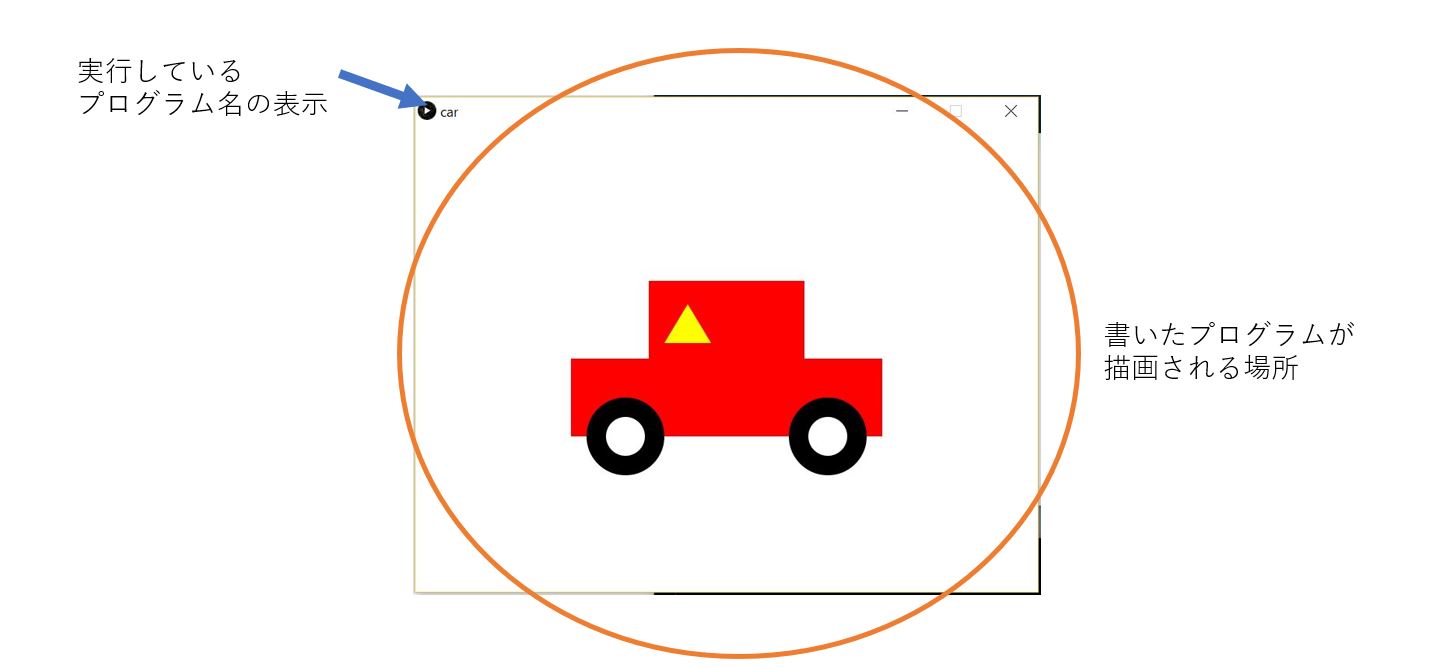 実行している
プログラム名の表示
car
書いたプログラムが
描画される場所